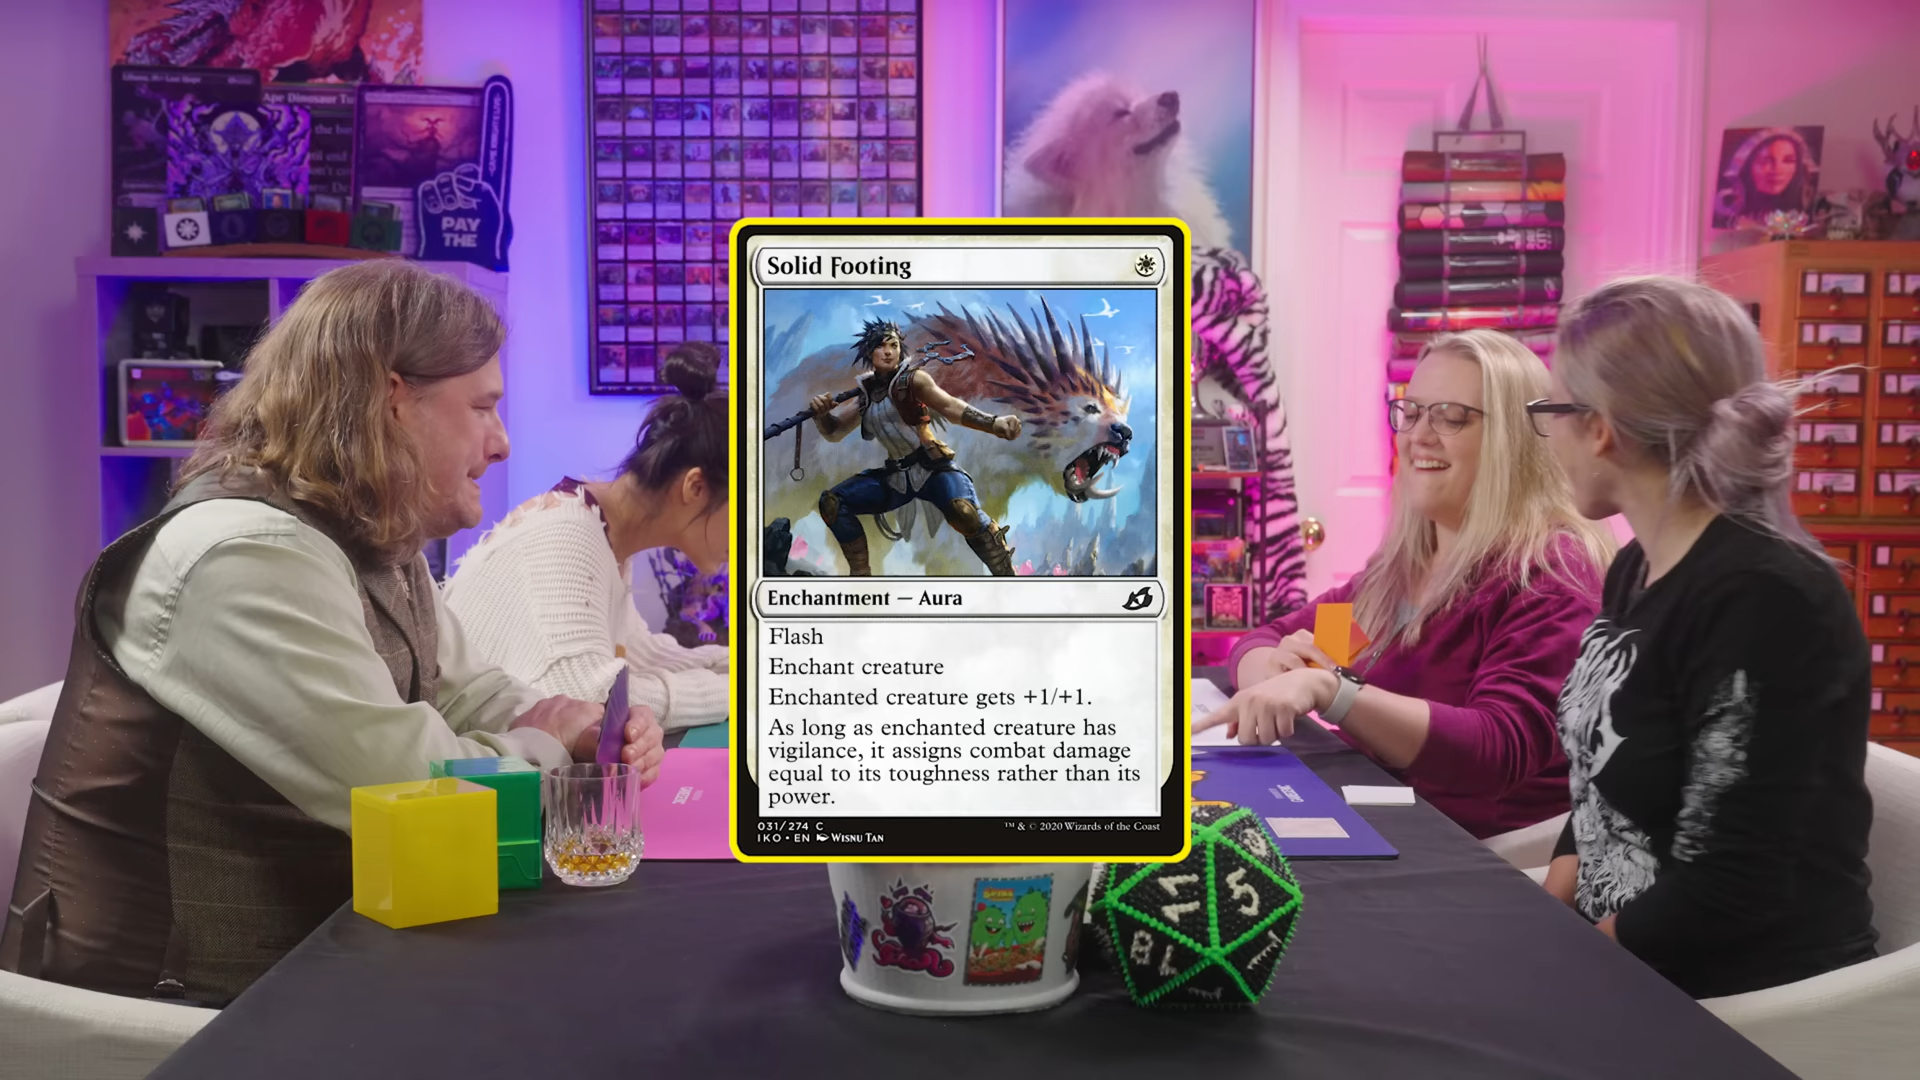 PAY
THE
Solid Footing
Enchantment — Aura
Flash
Enchant creature
Enchanted creature gets +1/+1.
As long as enchanted creature has
vigilance, it assigns combat damage
equal to its toughness rather than its
power.
031/274 C
IKO • EN Wisnu Tan
™ & © 2020 Wizards of the Coast
17
5